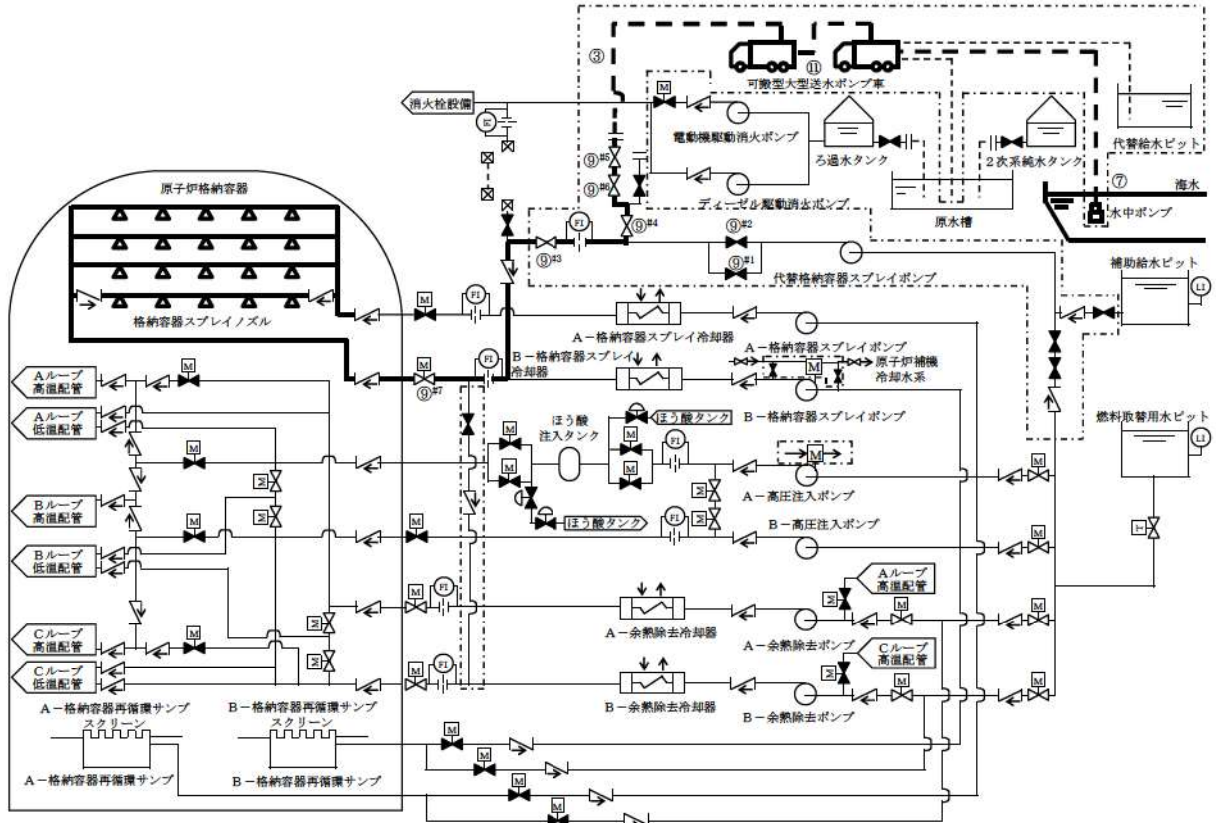 ③
⑪
可搬型大型送水ポンプ車
消火栓設備
M
FI
電動機駆動消火ポンプ
ろ過水タンク
2次系純水タンク
代替給水ピット
⑨#5
⑨#6
ディーゼル駆動消火ポンプ
原水槽
⑦
海水
水中ポンプ
原子炉格納容器
FI
⑨#4
⑨#2
⑨#3
⑨#1
代替格納容器スプレイポンプ
補助給水ピット
LI
格納容器スプレイノズル
M
FI
A-格納容器スプレイ冷却器
A-格納容器スプレイポンプ
B-格納容器スプレイ
冷却器
FI
M
原子炉補機
冷却水系
M
⑨#7
B-格納容器スプレイポンプ
Aループ
高温配管
M
Aループ
低温配管
ほう酸
注入タンク
ほう酸タンク
燃料取替用水ピット
LI
M
M
M
M
FI
M
M
A-高圧注入ポンプ
M
M
M
Bループ
高温配管
M
M
M
ほう酸タンク
FI
M
B-高圧注入ポンプ
M
T
Bループ
低温配管
Aループ
高温配管
M
FI
M
M
M
M
A-余熱除去冷却器
A-余熱除去ポンプ
Cループ
高温配管
M
Cループ
高温配管
M
M
FI
M
M
M
Cループ
低温配管
B-余熱除去冷却器
B-余熱除去ポンプ
A-格納容器再循環サンプ
スクリーン
B-格納容器再循環サンプ
スクリーン
M
M
A-格納容器再循環サンプ
B-格納容器再循環サンプ
M
M